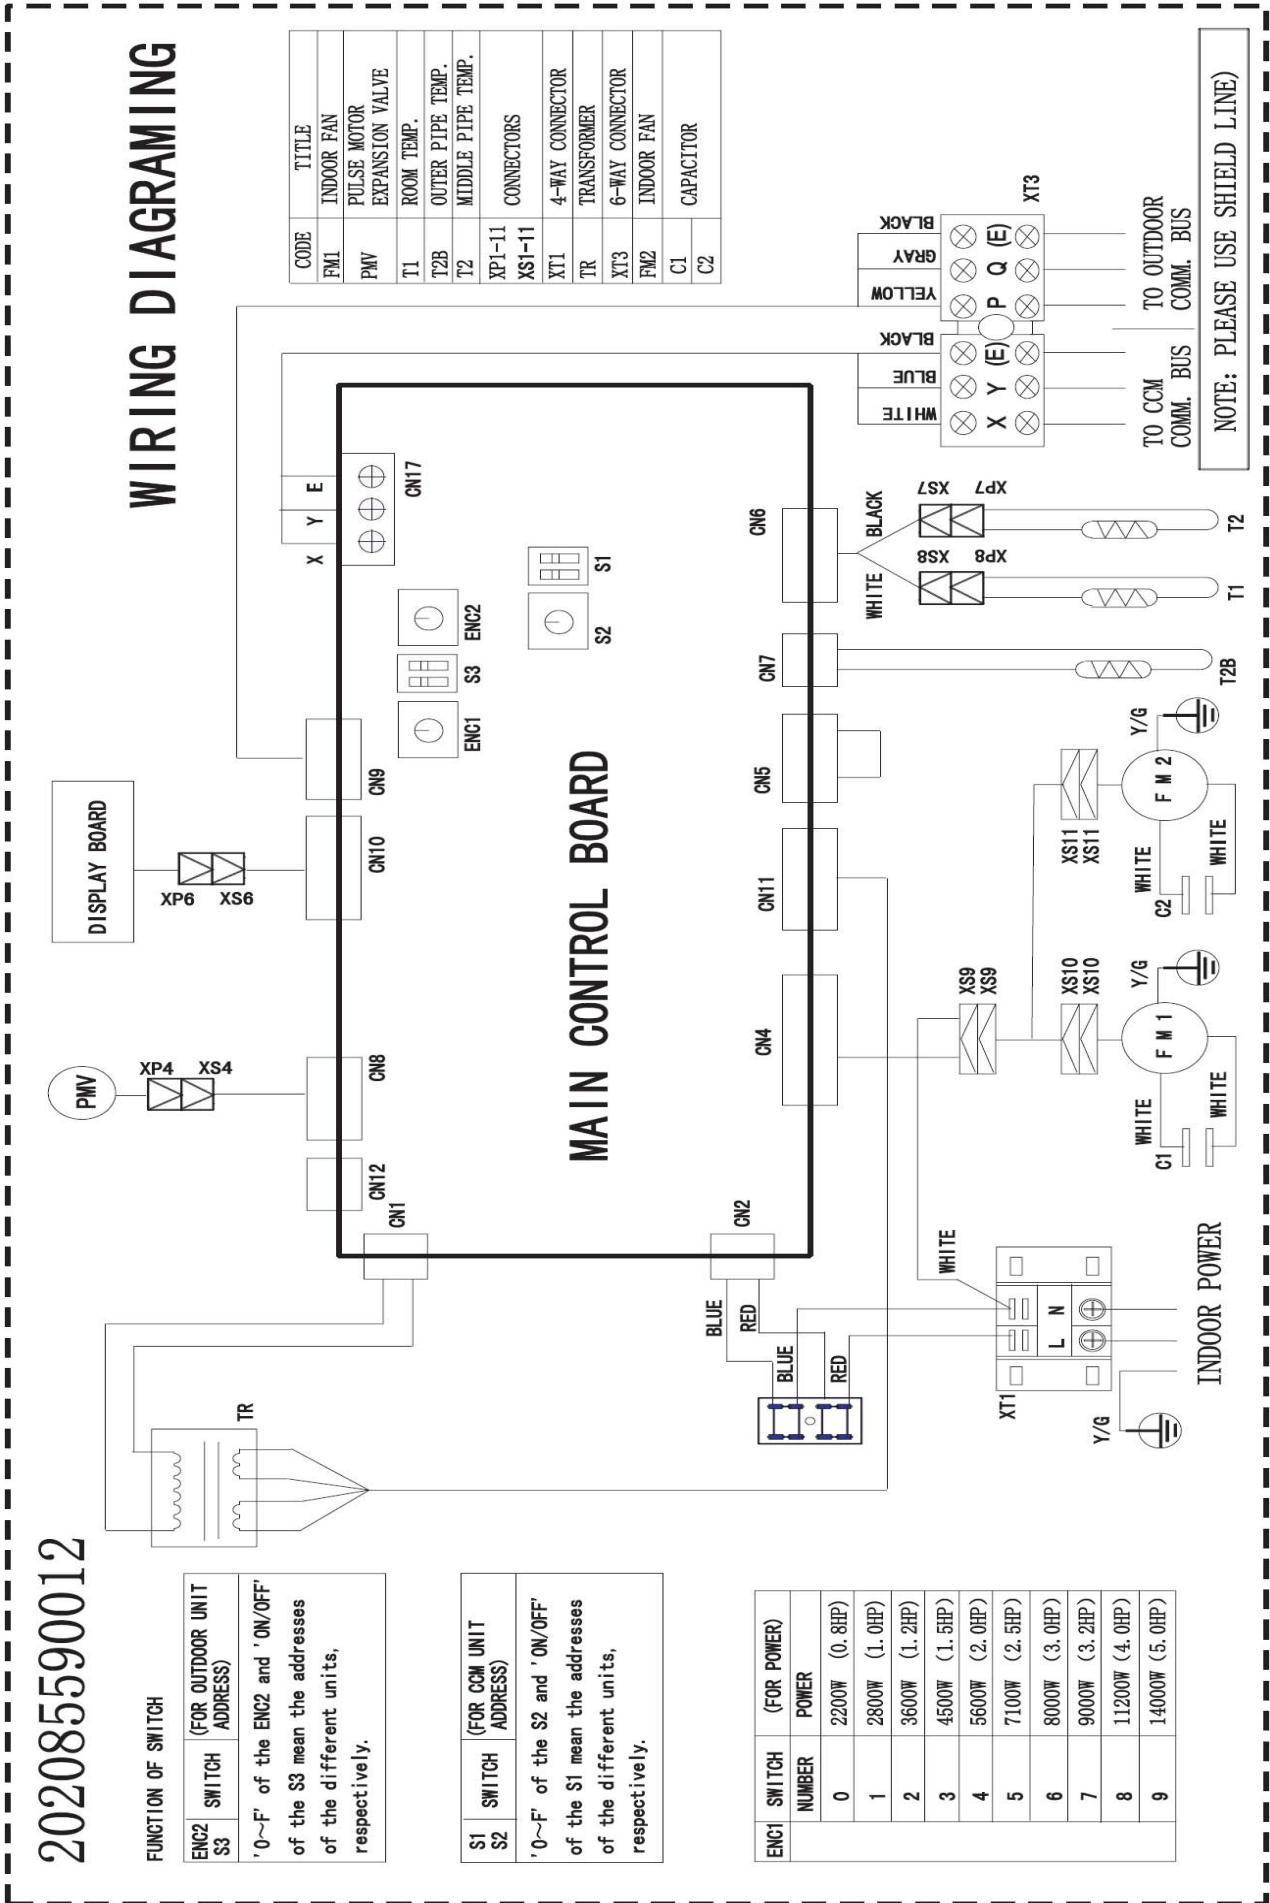 WIRING DIAGRAMING
202085590012
FUNCTION OF SWITCH
ENC2
S3
SWITCH
(FOR OUTDOOR UNIT
ADDRESS)
'0~F' of the ENC2 and 'ON/OFF'
of the S3 mean the addresses
of the different units,
respectively.
S1
S2
SWITCH
(FOR CCM UNIT
ADDRESS)
'0~F' of the S2 and 'ON/OFF'
of the S1 mean the addresses
of the different units,
respectively.
ENC1 SWITCH (FOR POWER)
NUMBER POWER
0 2200W (0.8HP)
1 2800W (1.0HP)
2 3600W (1.2HP)
3 4500W (1.5HP)
4 5600W (2.0HP)
5 7100W (2.5HP)
6 8000W (3.0HP)
7 9000W (3.2HP)
8 11200W (4.0HP)
9 14000W (5.0HP)
TR
PMV
XP4
XS4
DISPLAY BOARD
XP6
XS6
CN12
CN8
CN10
CN9
CN1
CN2
MAIN CONTROL BOARD
ENC1
S3
ENC2
S2
S1
X Y E
CN17
CN4
CN11
CN5
CN7
CN6
BLUE
RED
BLUE
RED
WHITE
XT1
L N
Y/G
INDOOR POWER
XS9
XS9
XS10
XS10
XS11
XS11
FM1
Y/G
WHITE
C1
WHITE
FM2
Y/G
WHITE
C2
WHITE
T2B
WHITE
BLACK
XS8
XP8
XS7
XP7
T1
T2
WHITE
BLUE
BLACK
YELLOW
GRAY
BLACK
X Y (E) P Q (E)
XT3
TO CCM
COMM. BUS
TO OUTDOOR
COMM. BUS
NOTE: PLEASE USE SHIELD LINE)
CODE TITLE
FM1 INDOOR FAN
PMV PULSE MOTOR
EXPANSION VALVE
T1 ROOM TEMP.
T2B OUTER PIPE TEMP.
T2 MIDDLE PIPE TEMP.
XP1-11
XS1-11
CONNECTORS
XT1 4-WAY CONNECTOR
TR TRANSFORMER
XT3 6-WAY CONNECTOR
FM2 INDOOR FAN
C1
C2
CAPACITOR